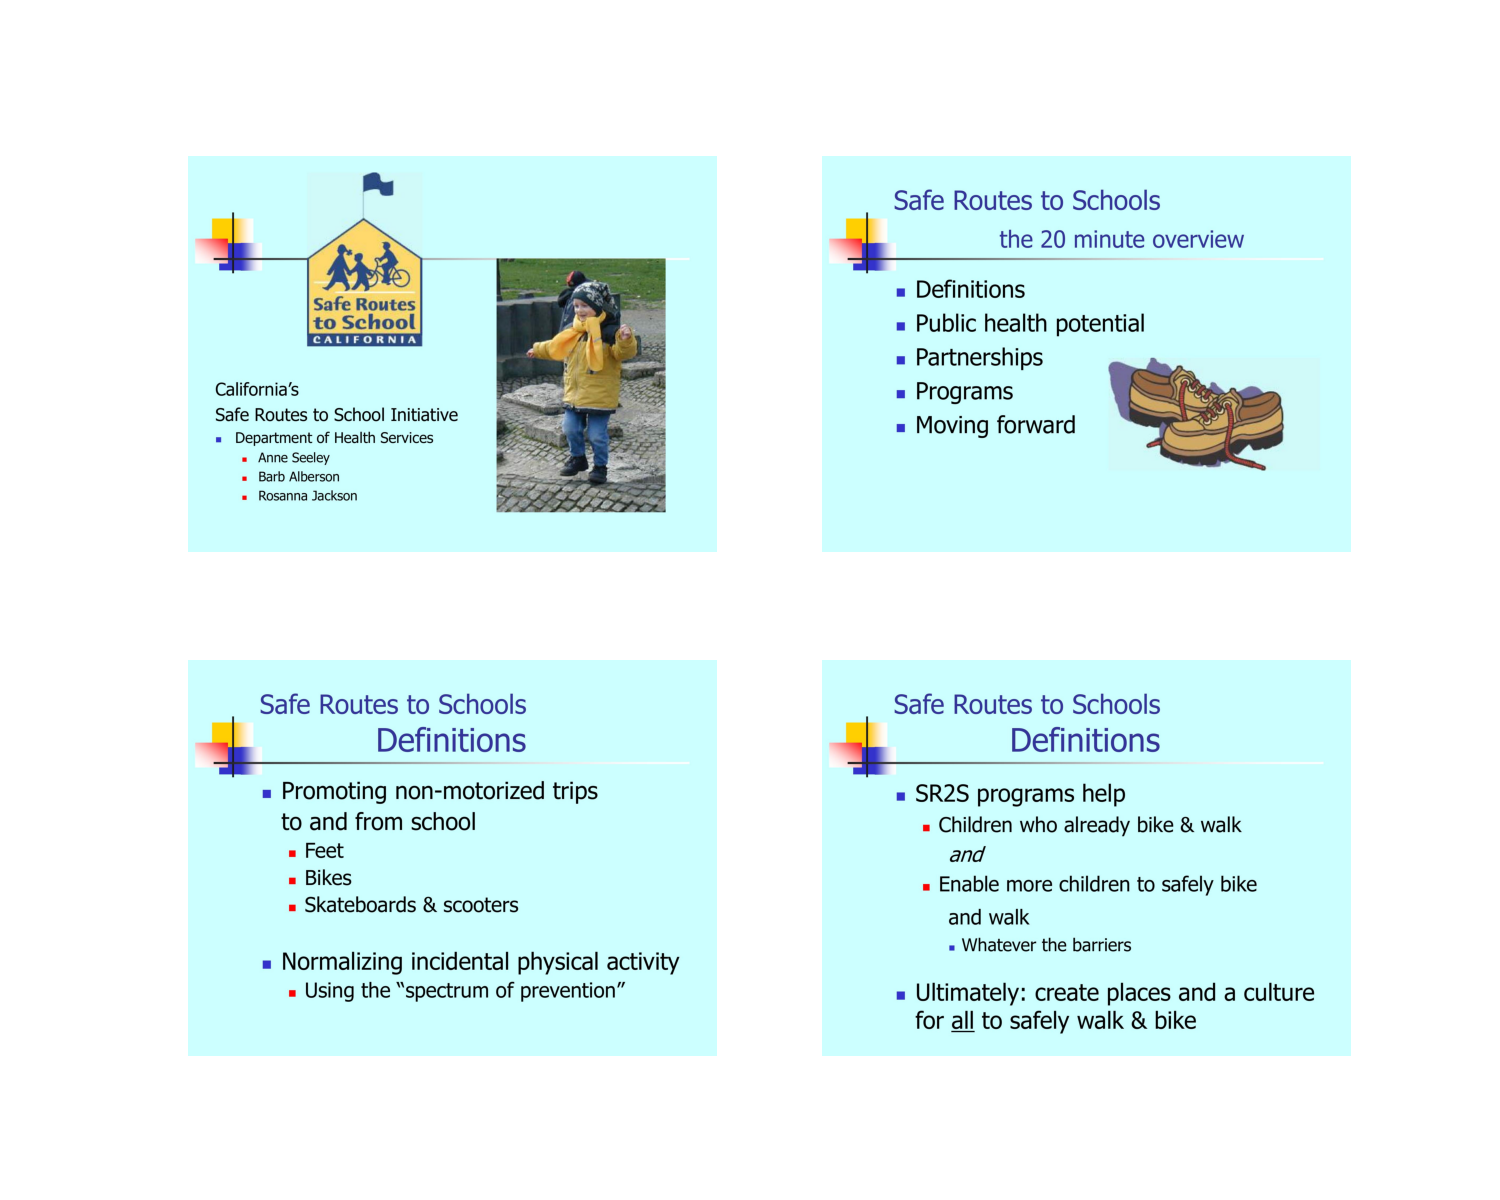 Safe Routes
to School
CALIFORNIA
California’s
Safe Routes to School Initiative
Department of Health Services
Anne Seeley
Barb Alberson
Rosanna Jackson
Safe Routes to Schools
the 20 minute overview
Definitions
Public health potential
Partnerships
Programs
Moving forward
Safe Routes to Schools
Definitions
Promoting non-motorized trips
to and from school
Feet
Bikes
Skateboards & scooters
Normalizing incidental physical activity
Using the “spectrum of prevention”
Safe Routes to Schools
Definitions
SR2S programs help
Children who already bike & walk
and
Enable more children to safely bike
and walk
Whatever the barriers
Ultimately: create places and a culture
for all to safely walk & bike